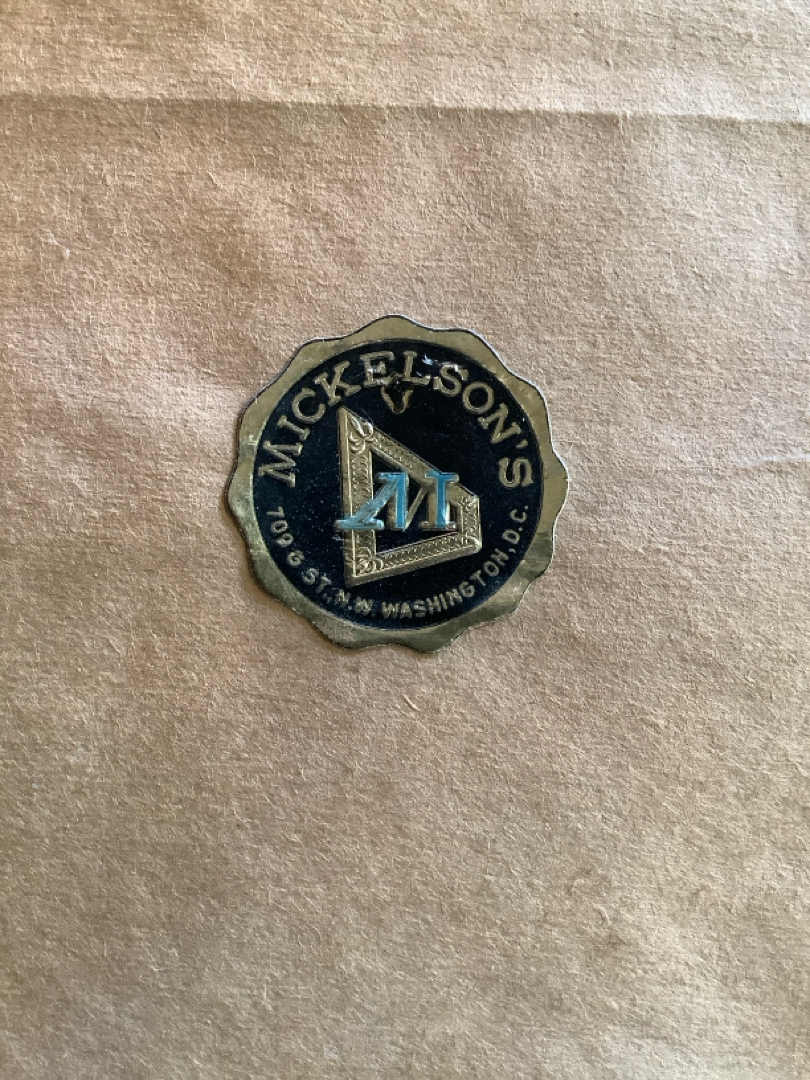 MICKELSON'S
M
709 G ST., N.W. WASHINGTON, D.C.